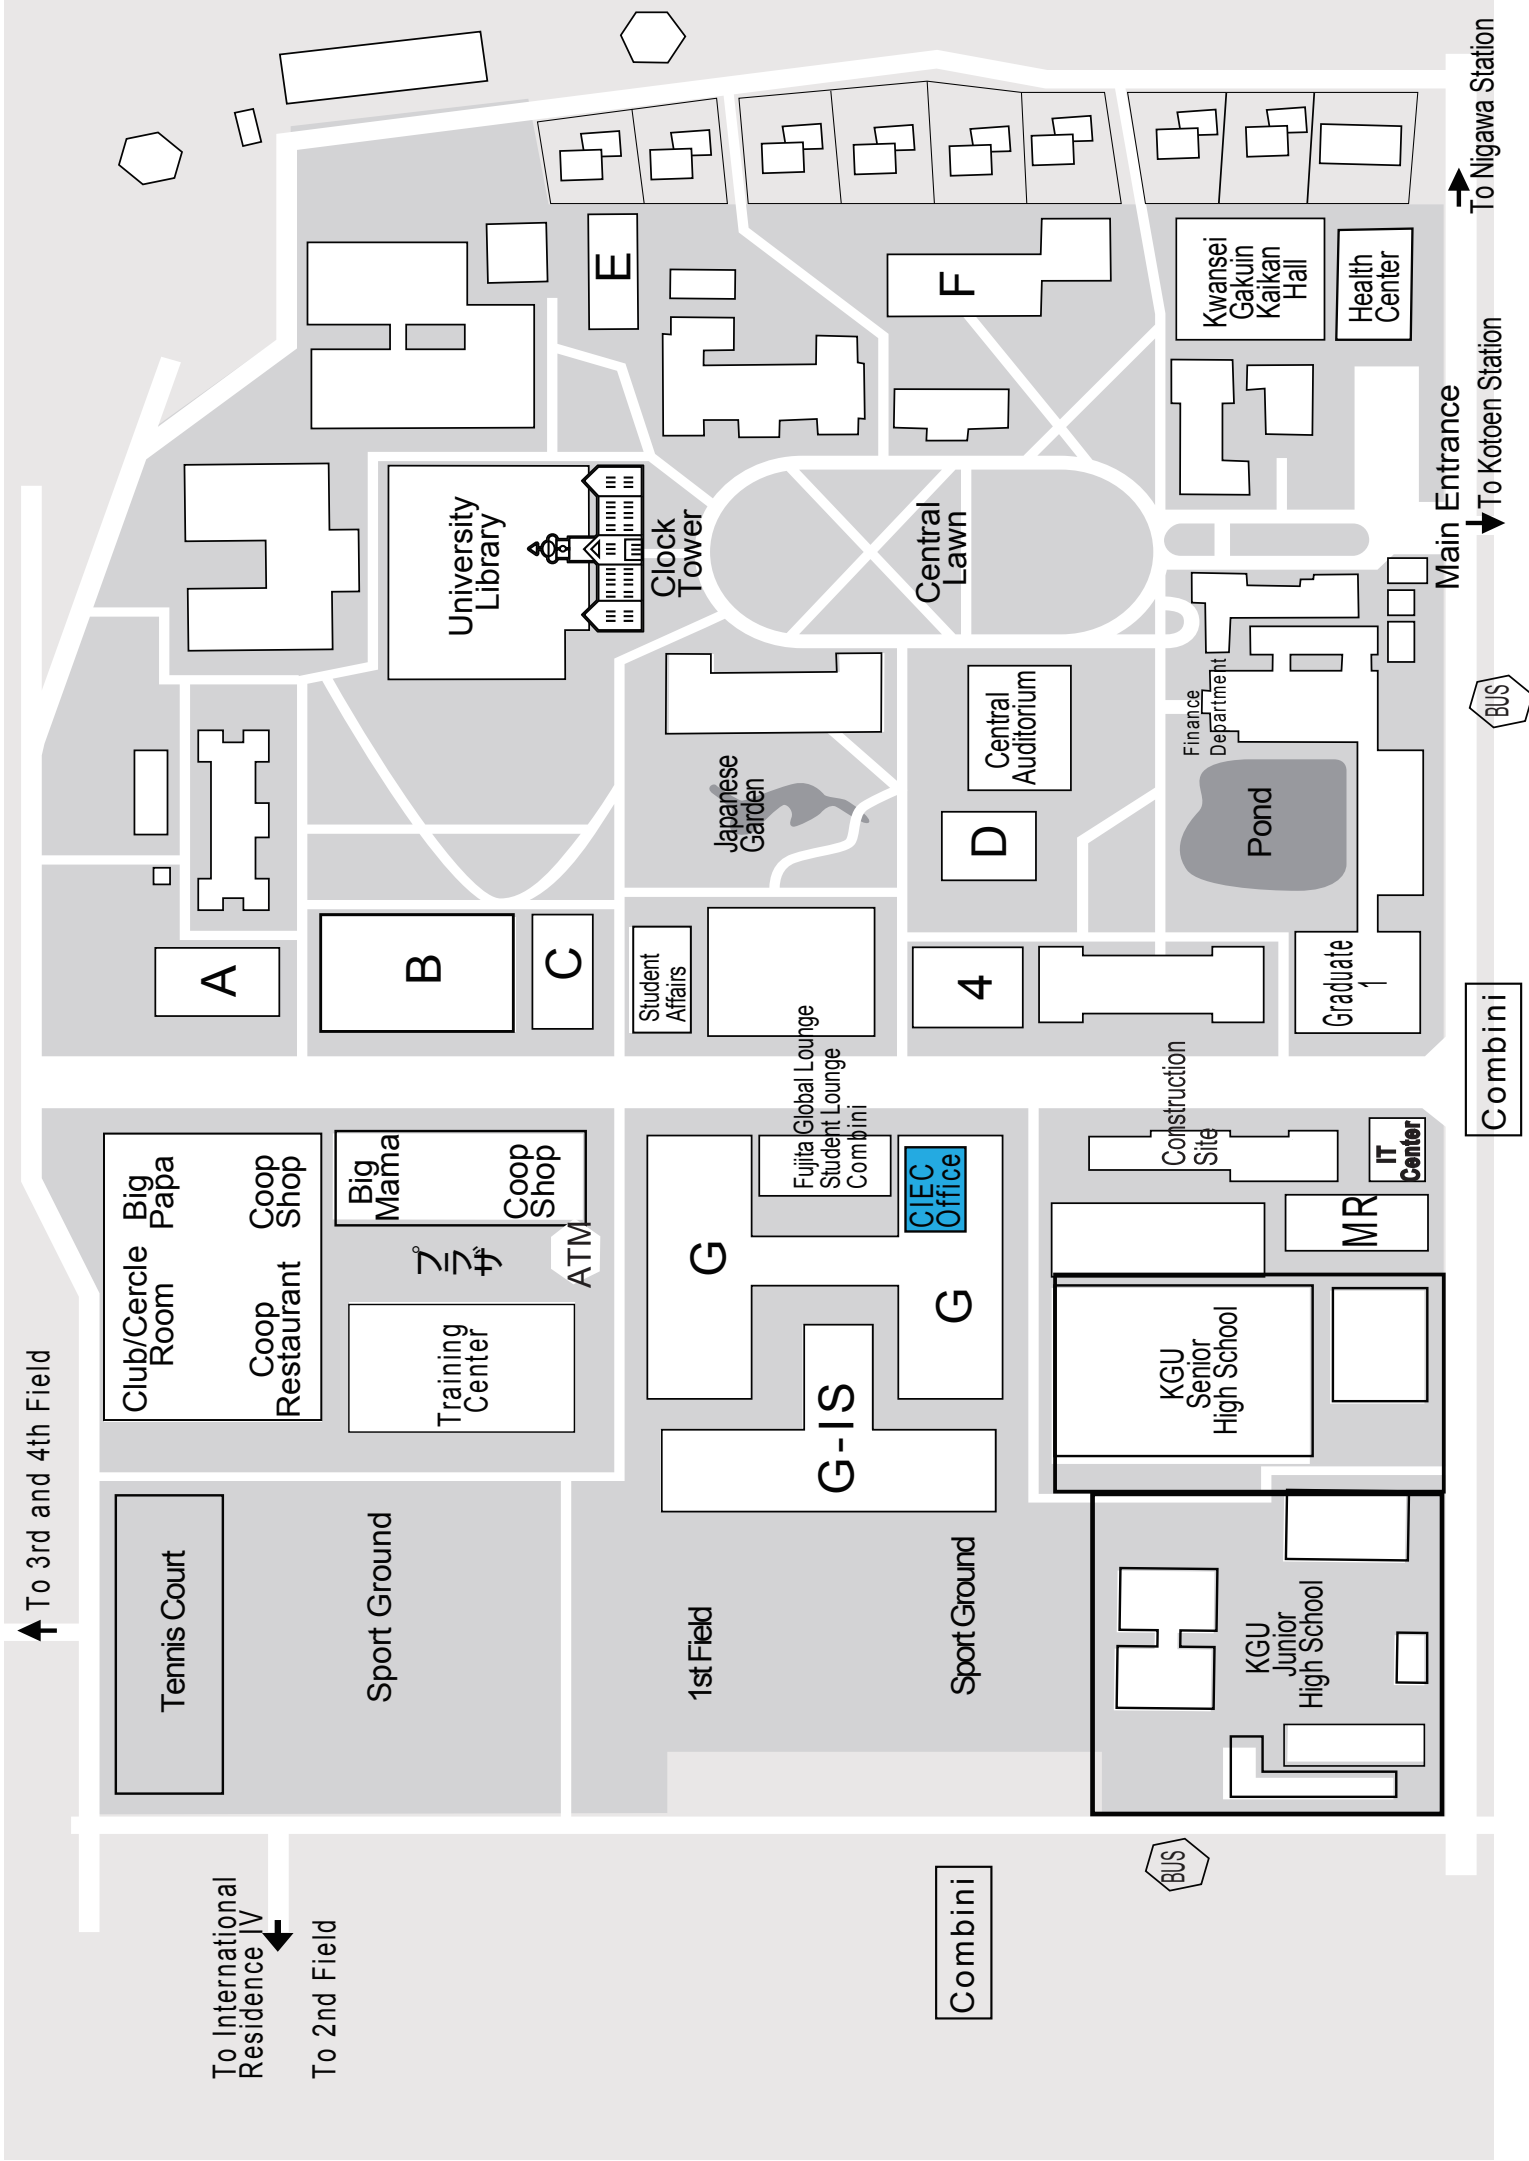 To 3rd and 4th Field
To International
Residence IV
To 2nd Field
Tennis Court
Club/Cercle
Room
Big
Papa
Coop
Restaurant
Coop
Shop
A
Sport Ground
Training
Center
プ
ラ
ザ
Big
Mama
Coop
Shop
ATM
B
C
University
Library
E
1st Field
G
Student
Affairs
Japanese
Garden
Clock
Tower
G-IS
Fujita Global Lounge
Student Lounge
Combini
Combini
Sport Ground
G
CIEC
Office
4
D
Central
Auditorium
Central
Lawn
F
BUS
KGU
Senior
High School
Construction
Site
Finance
Department
Kwansei
Gakuin
Kaikan
Hall
KGU
Junior
High School
Pond
MR
IT
Center
Graduate
1
Health
Center
Main Entrance
To Kotoen Station
To Nigawa Station
Combini
BUS